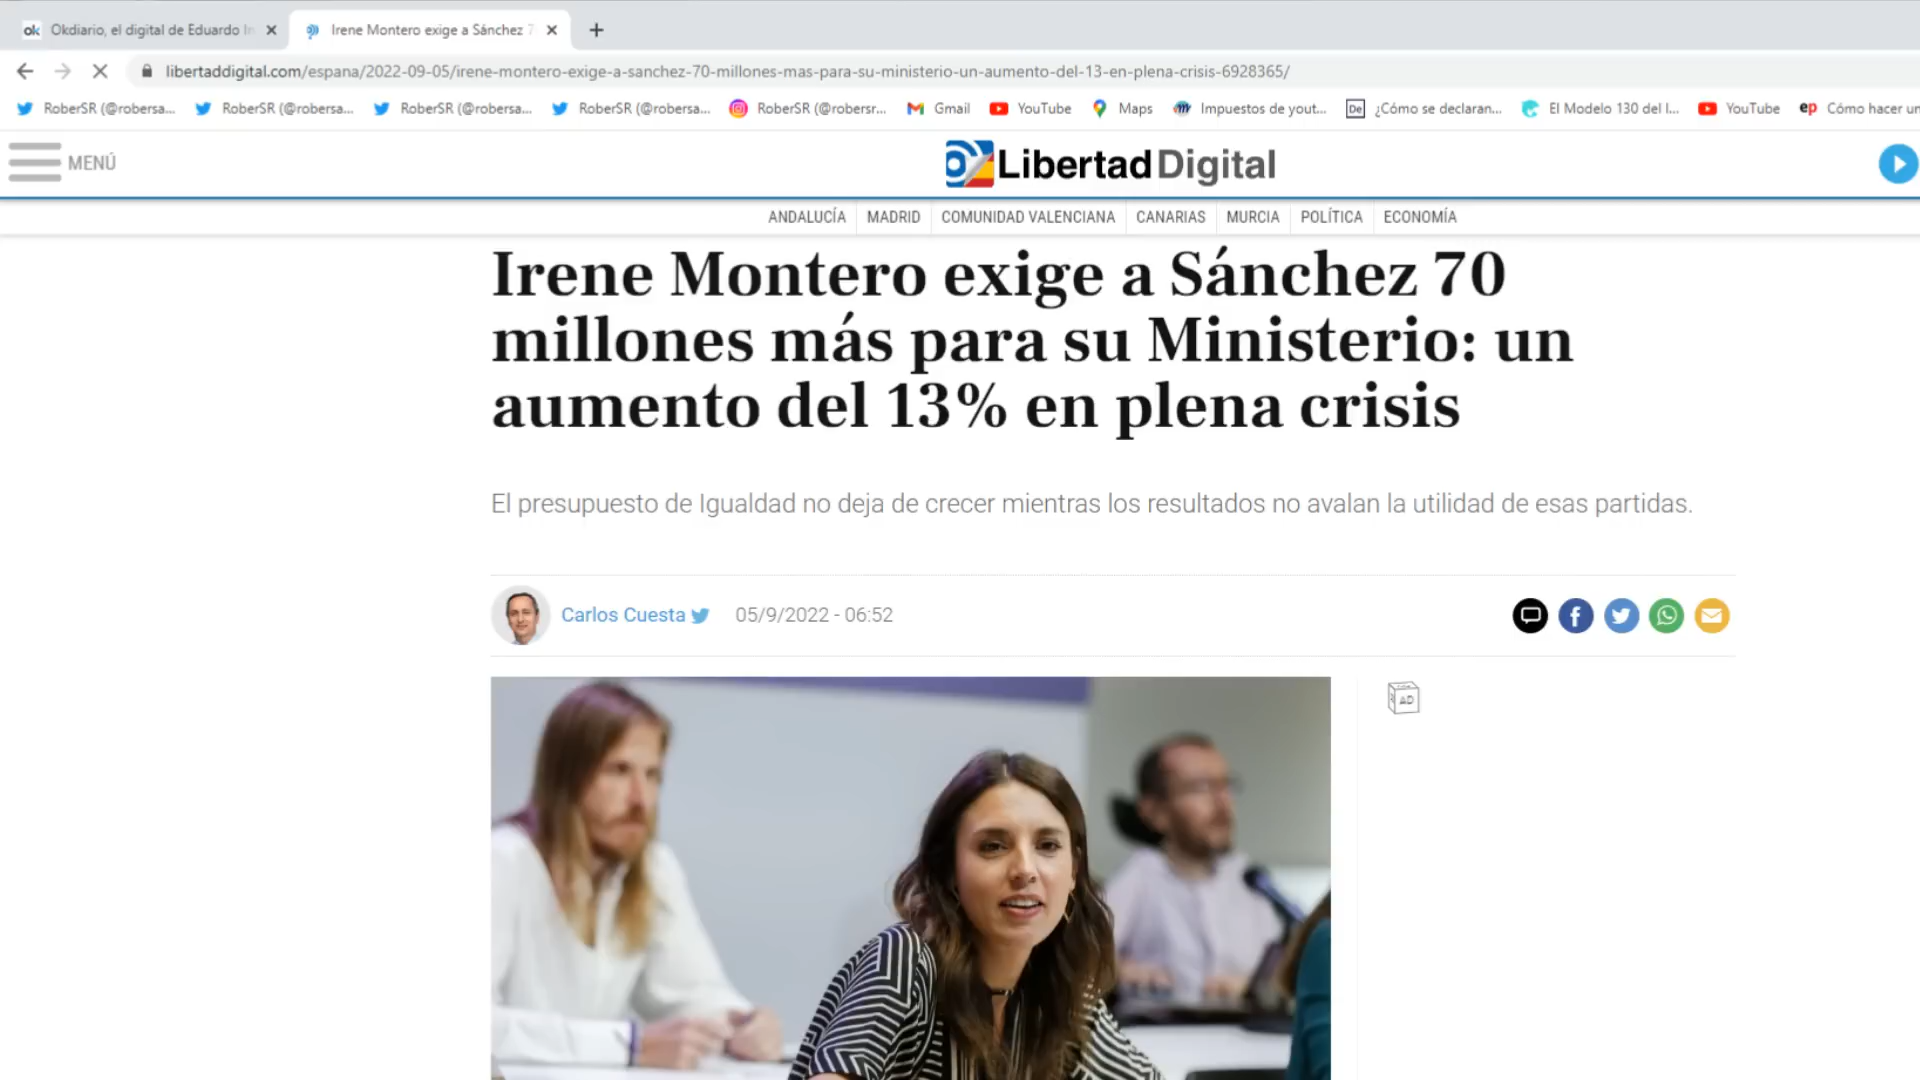 ok Okdiario, el digital de Eduardo In
Irene Montero exige a Sánchez 7
libertaddigital.com/espana/2022-09-05/irene-montero-exige-a-sanchez-70-millones-mas-para-su-ministerio-un-aumento-del-13-en-plena-crisis-6928365/
RoberSR (@robersa...
RoberSR (@robersa...
RoberSR (@robersa...
RoberSR (@robersa...
RoberSR (@robersr...
Gmail
YouTube
Maps
Impuestos de yout...
De ¿Cómo se declaran...
El Modelo 130 del I...
YouTube
ep Cómo hacer un
MENÚ
Libertad Digital
ANDALUCÍA
MADRID
COMUNIDAD VALENCIANA
CANARIAS
MURCIA
POLÍTICA
ECONOMÍA
Irene Montero exige a Sánchez 70
millones más para su Ministerio: un
aumento del 13% en plena crisis
El presupuesto de Igualdad no deja de crecer mientras los resultados no avalan la utilidad de esas partidas.
Carlos Cuesta
05/9/2022 - 06:52
AD